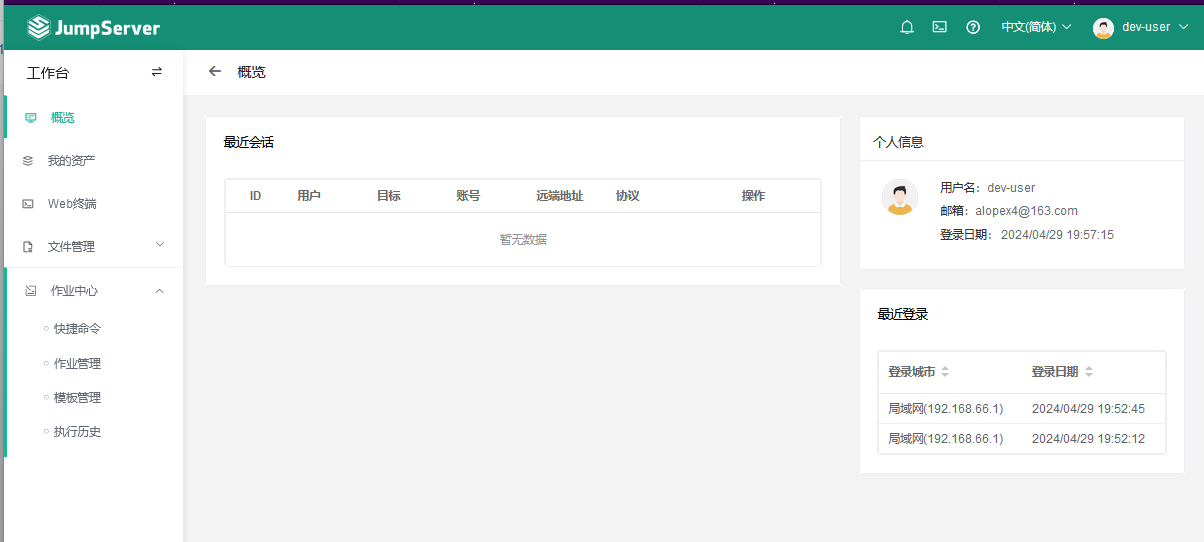 JumpServer
中文(简体)
dev-user
工作台
概览
我的资产
Web终端
文件管理
作业中心
快捷命令
作业管理
模板管理
执行历史
概览
最近会话
ID 用户 目标 账号 远端地址 协议 操作
暂无数据
个人信息
用户名：dev-user
邮箱：alopex4@163.com
登录日期：2024/04/29 19:57:15
最近登录
登录城市 登录日期
局域网(192.168.66.1) 2024/04/29 19:52:45
局域网(192.168.66.1) 2024/04/29 19:52:12